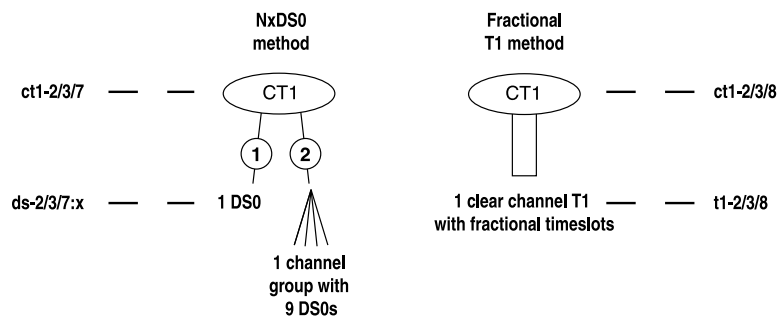 NxDS0
method
Fractional
T1 method
ct1-2/3/7
CT1
CT1
ct1-2/3/8
1
2
ds-2/3/7:x
1 DS0
1 clear channel T1
with fractional timeslots
t1-2/3/8
1 channel
group with
9 DS0s